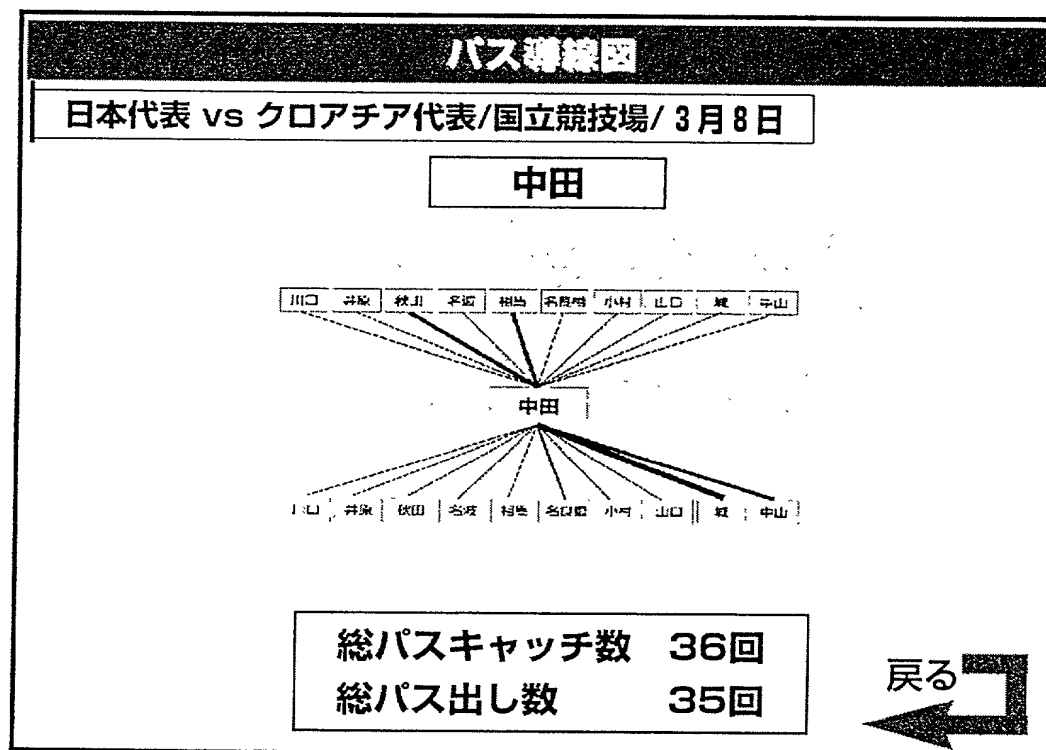 パス導線図
日本代表 vs クロアチア代表/国立競技場/ 3月8日
中田
川口 井原 秋田 名波 相馬 名良橋 小村 山口 城 中山
中田
川口 井原 秋田 名波 相馬 名良橋 小村 山口 城 中山
総パスキャッチ数 36回
総パス出し数 35回
戻る